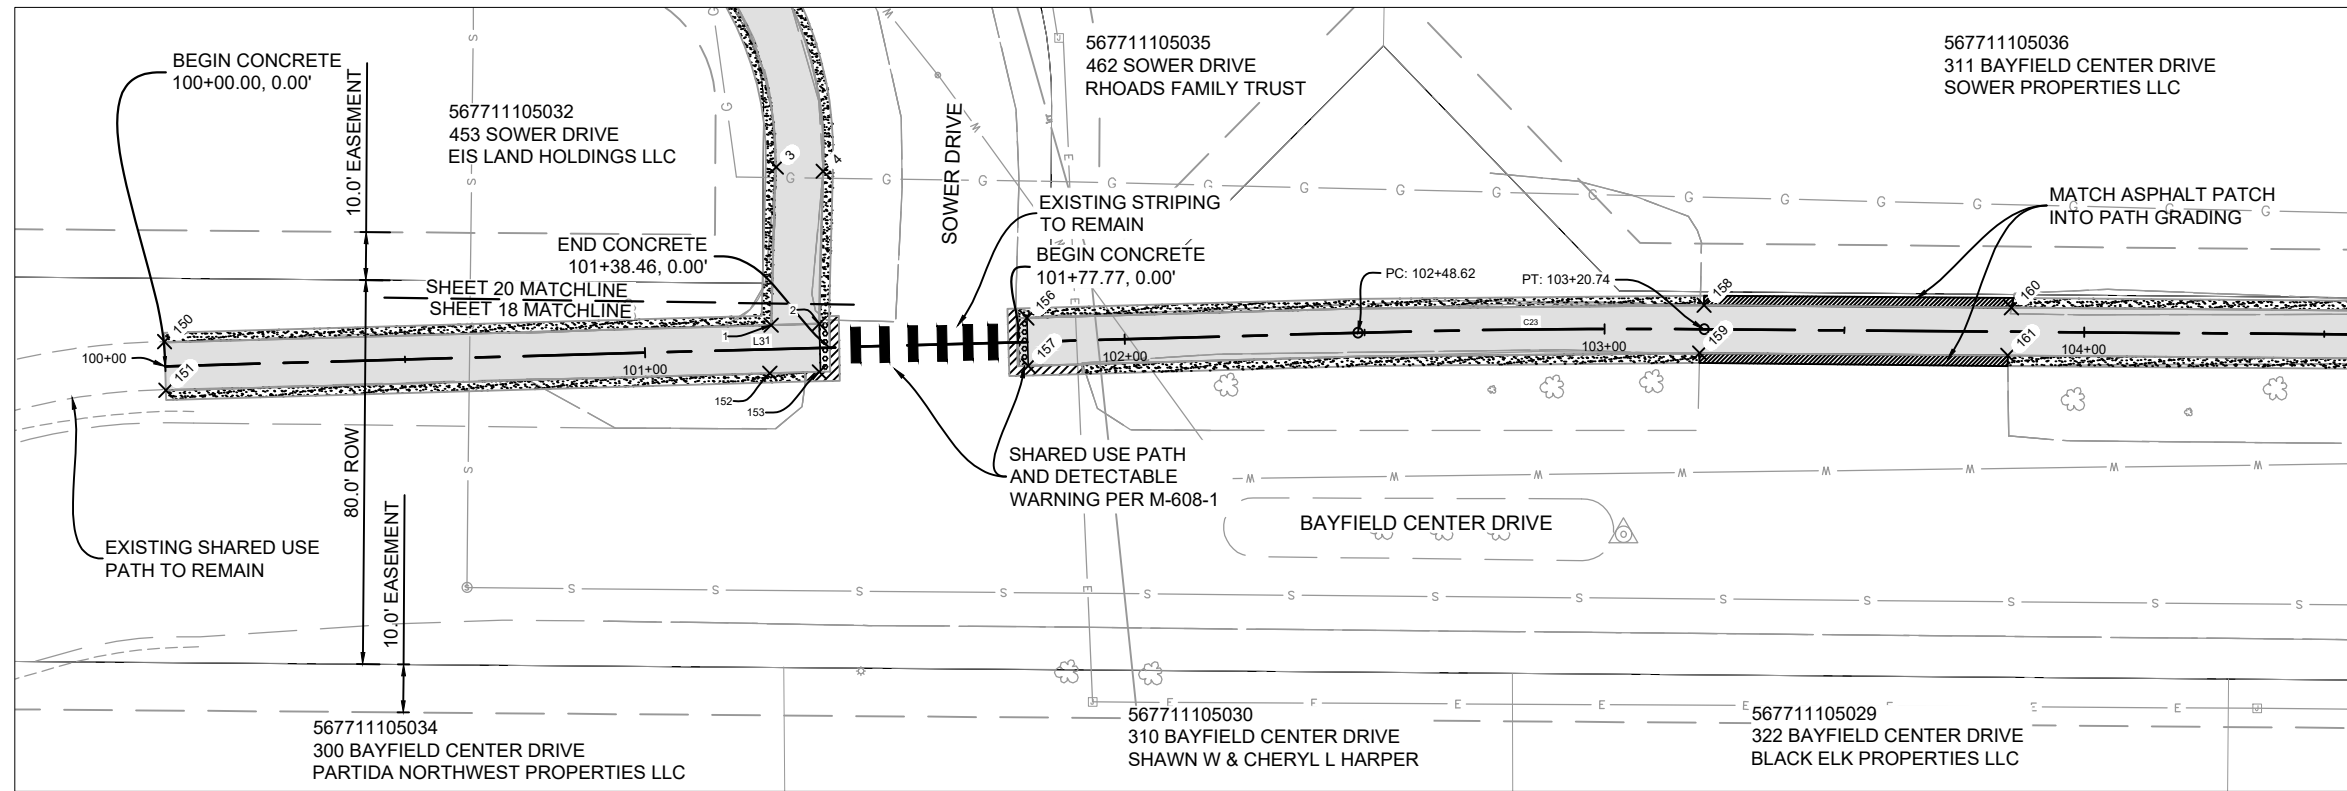 BEGIN CONCRETE
100+00.00, 0.00'
10.0' EASEMENT
567711105032
453 SOWER DRIVE
EIS LAND HOLDINGS LLC
567711105035
462 SOWER DRIVE
RHOADS FAMILY TRUST
567711105036
311 BAYFIELD CENTER DRIVE
SOWER PROPERTIES LLC
SOWER DRIVE
3
4
EXISTING STRIPING
TO REMAIN
MATCH ASPHALT PATCH
INTO PATH GRADING
END CONCRETE
101+38.46, 0.00'
BEGIN CONCRETE
101+77.77, 0.00'
PC: 102+48.62
PT: 103+20.74
SHEET 20 MATCHLINE
SHEET 18 MATCHLINE
150
151
100+00
101+00
1
2
L31
152
153
156
157
102+00
C23
103+00
158
159
160
161
104+00
80.0' ROW
SHARED USE PATH
AND DETECTABLE
WARNING PER M-608-1
BAYFIELD CENTER DRIVE
EXISTING SHARED USE
PATH TO REMAIN
10.0' EASEMENT
567711105034
300 BAYFIELD CENTER DRIVE
PARTIDA NORTHWEST PROPERTIES LLC
567711105030
310 BAYFIELD CENTER DRIVE
SHAWN W & CHERYL L HARPER
567711105029
322 BAYFIELD CENTER DRIVE
BLACK ELK PROPERTIES LLC
G G G G G G G G G G G G G G
S S S S
W W W W W W W W W W
S S S S S S S S S S S S S
E E E E E E E